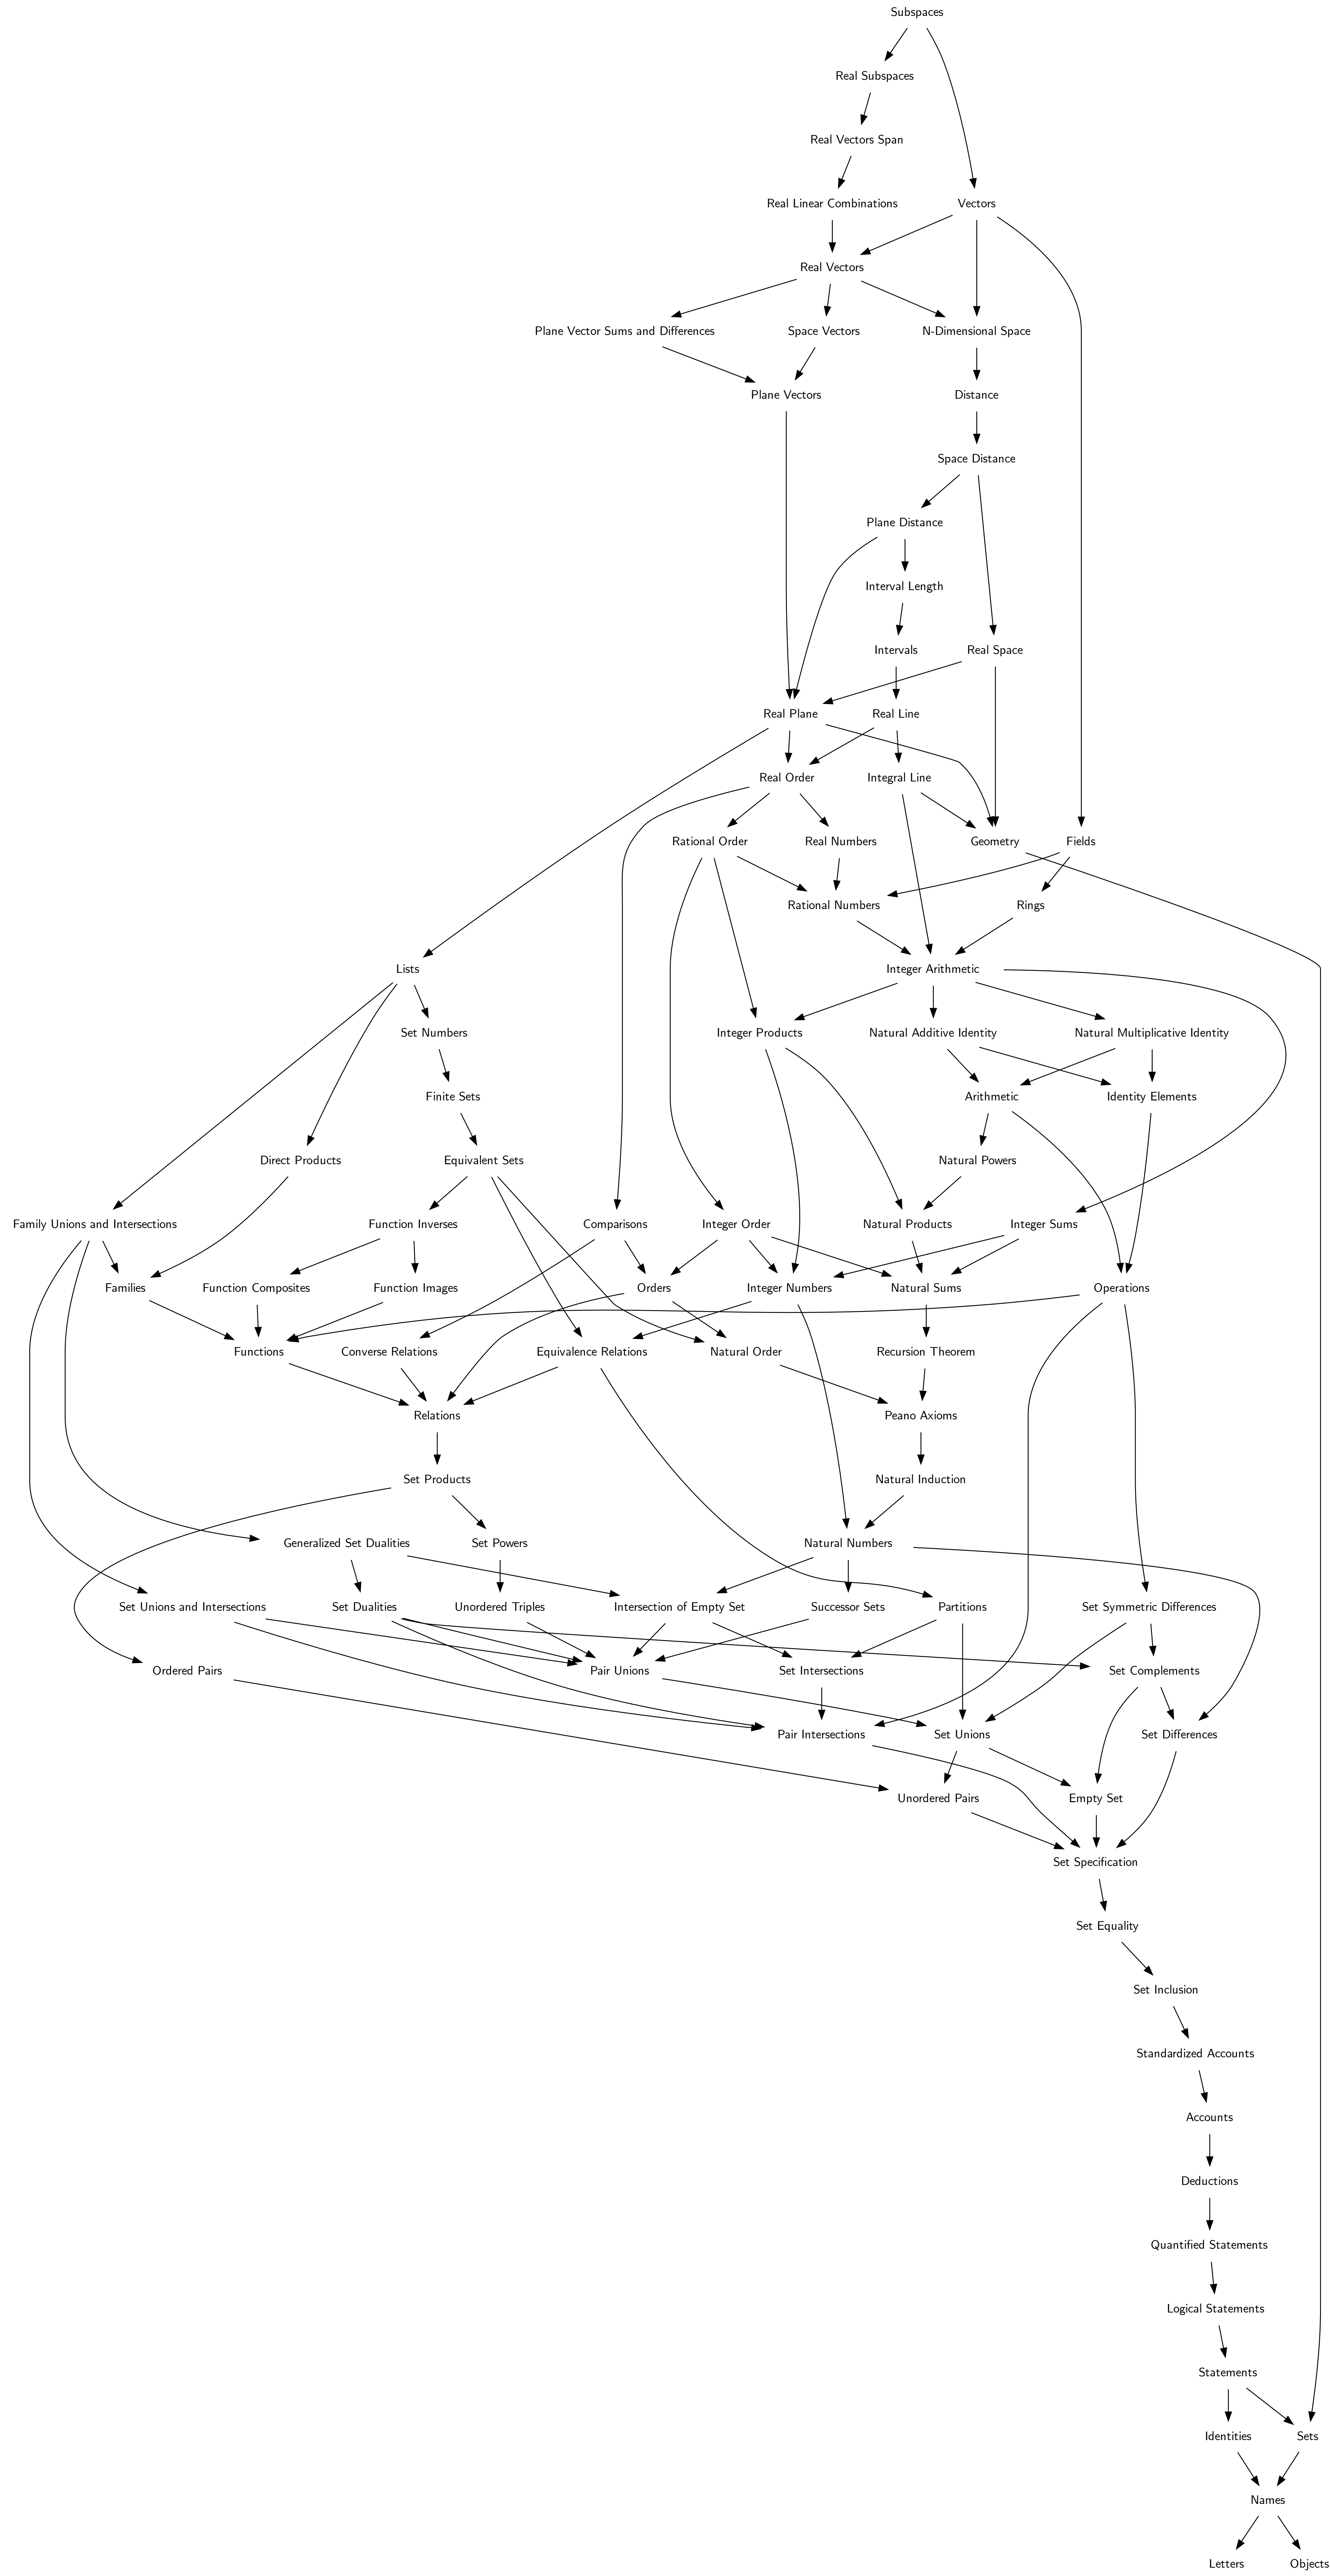 Subspaces
Real Subspaces
Real Vectors Span
Real Linear Combinations
Vectors
Real Vectors
Plane Vector Sums and Differences
Space Vectors
N-Dimensional Space
Plane Vectors
Distance
Space Distance
Plane Distance
Interval Length
Intervals
Real Space
Real Plane
Real Line
Real Order
Integral Line
Rational Order
Real Numbers
Geometry
Fields
Rational Numbers
Rings
Lists
Integer Arithmetic
Set Numbers
Integer Products
Natural Additive Identity
Natural Multiplicative Identity
Finite Sets
Arithmetic
Identity Elements
Direct Products
Equivalent Sets
Natural Powers
Family Unions and Intersections
Function Inverses
Comparisons
Integer Order
Natural Products
Integer Sums
Families
Function Composites
Function Images
Orders
Integer Numbers
Natural Sums
Operations
Functions
Converse Relations
Equivalence Relations
Natural Order
Recursion Theorem
Relations
Peano Axioms
Set Products
Natural Induction
Generalized Set Dualities
Set Powers
Natural Numbers
Set Unions and Intersections
Set Dualities
Unordered Triples
Intersection of Empty Set
Successor Sets
Partitions
Set Symmetric Differences
Ordered Pairs
Pair Unions
Set Intersections
Set Complements
Pair Intersections
Set Unions
Set Differences
Unordered Pairs
Empty Set
Set Specification
Set Equality
Set Inclusion
Standardized Accounts
Accounts
Deductions
Quantified Statements
Logical Statements
Statements
Identities
Sets
Names
Letters
Objects